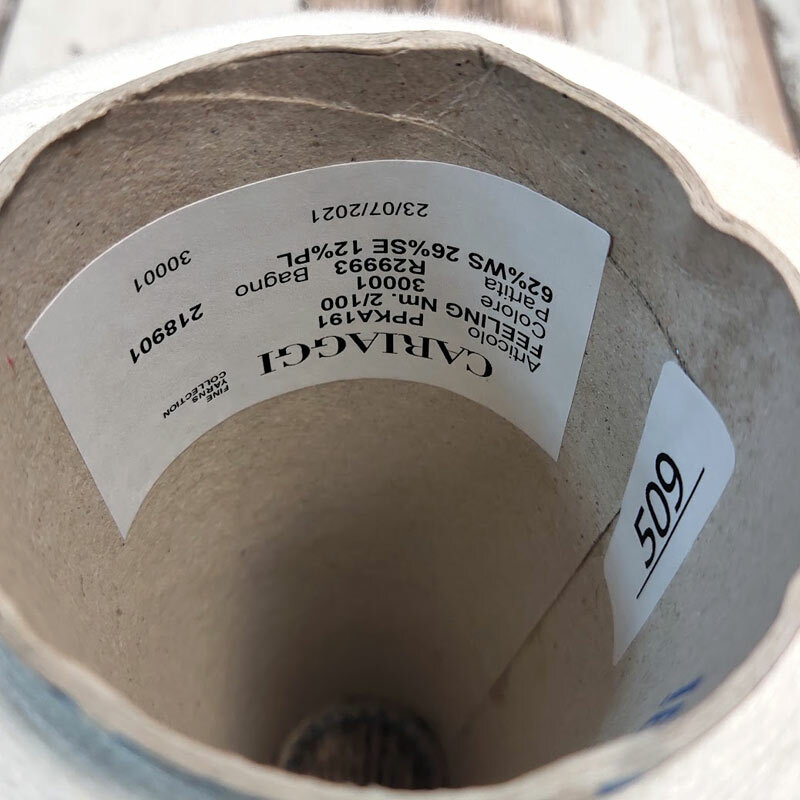 CARIAGGI
FINE
YARNS
COLLECTION
Articolo PPKA191
FEELING Nm. 2/100
Colore 30001
Partita R29993 Bagno 218901
62%WS 26%SE 12%PL
23/07/2021 30001
509